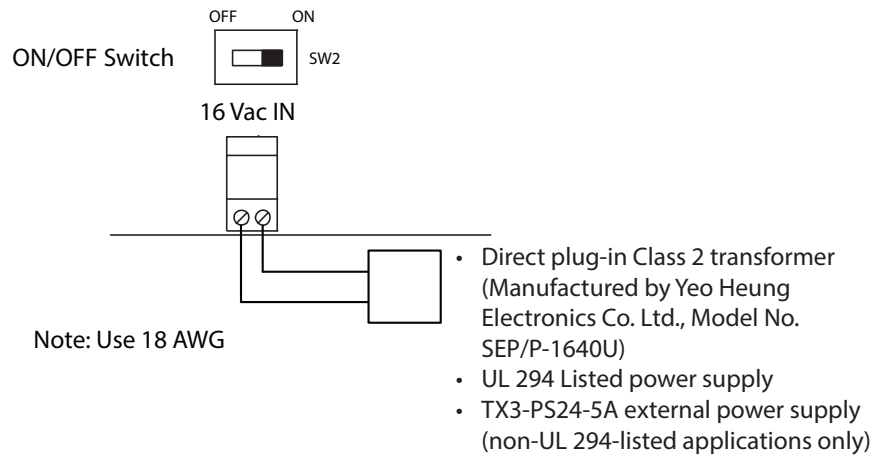 OFF ON
ON/OFF Switch
SW2
16 Vac IN
• Direct plug-in Class 2 transformer
(Manufactured by Yeo Heung
Electronics Co. Ltd., Model No.
SEP/P-1640U)
• UL 294 Listed power supply
• TX3-PS24-5A external power supply
(non-UL 294-listed applications only)
Note: Use 18 AWG